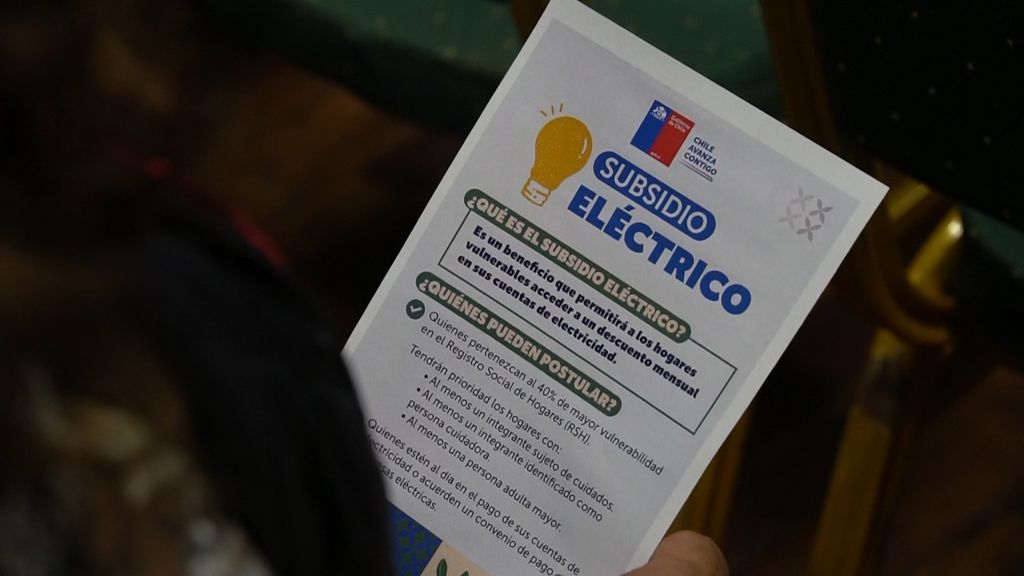 Gobierno
de Chile
CHILE
AVANZA
CONTIGO
SUBSIDIO
ELÉCTRICO
¿QUÉ ES EL SUBSIDIO ELÉCTRICO?
Es un beneficio que permitirá a los hogares
vulnerables acceder a un descuento mensual
en sus cuentas de electricidad.
¿QUIÉNES PUEDEN POSTULAR?
Quienes pertenezcan al 40% de mayor vulnerabilidad
en el Registro Social de Hogares (RSH).
Tendrán prioridad los hogares con:
• Al menos un integrante sujeto de cuidados.
• Al menos un integrante identificado como
persona cuidadora.
• Al menos una persona adulta mayor.
Quienes estén al día en el pago de sus cuentas de
electricidad o acuerden un convenio de pago
eléctricas.